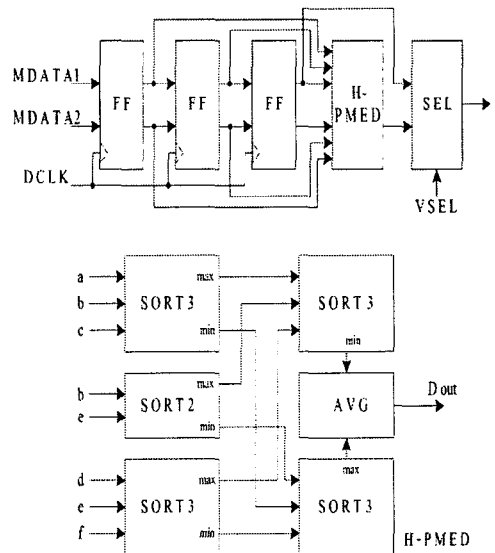 MDATA1
MDATA2
DCLK
FF
FF
FF
H-
PMED
SEL
VSEL
a
b
c
SORT3
max
min
b
e
SORT2
max
min
d
e
f
SORT3
max
min
SORT3
min
AVG
D out
max
SORT3
H-PMED